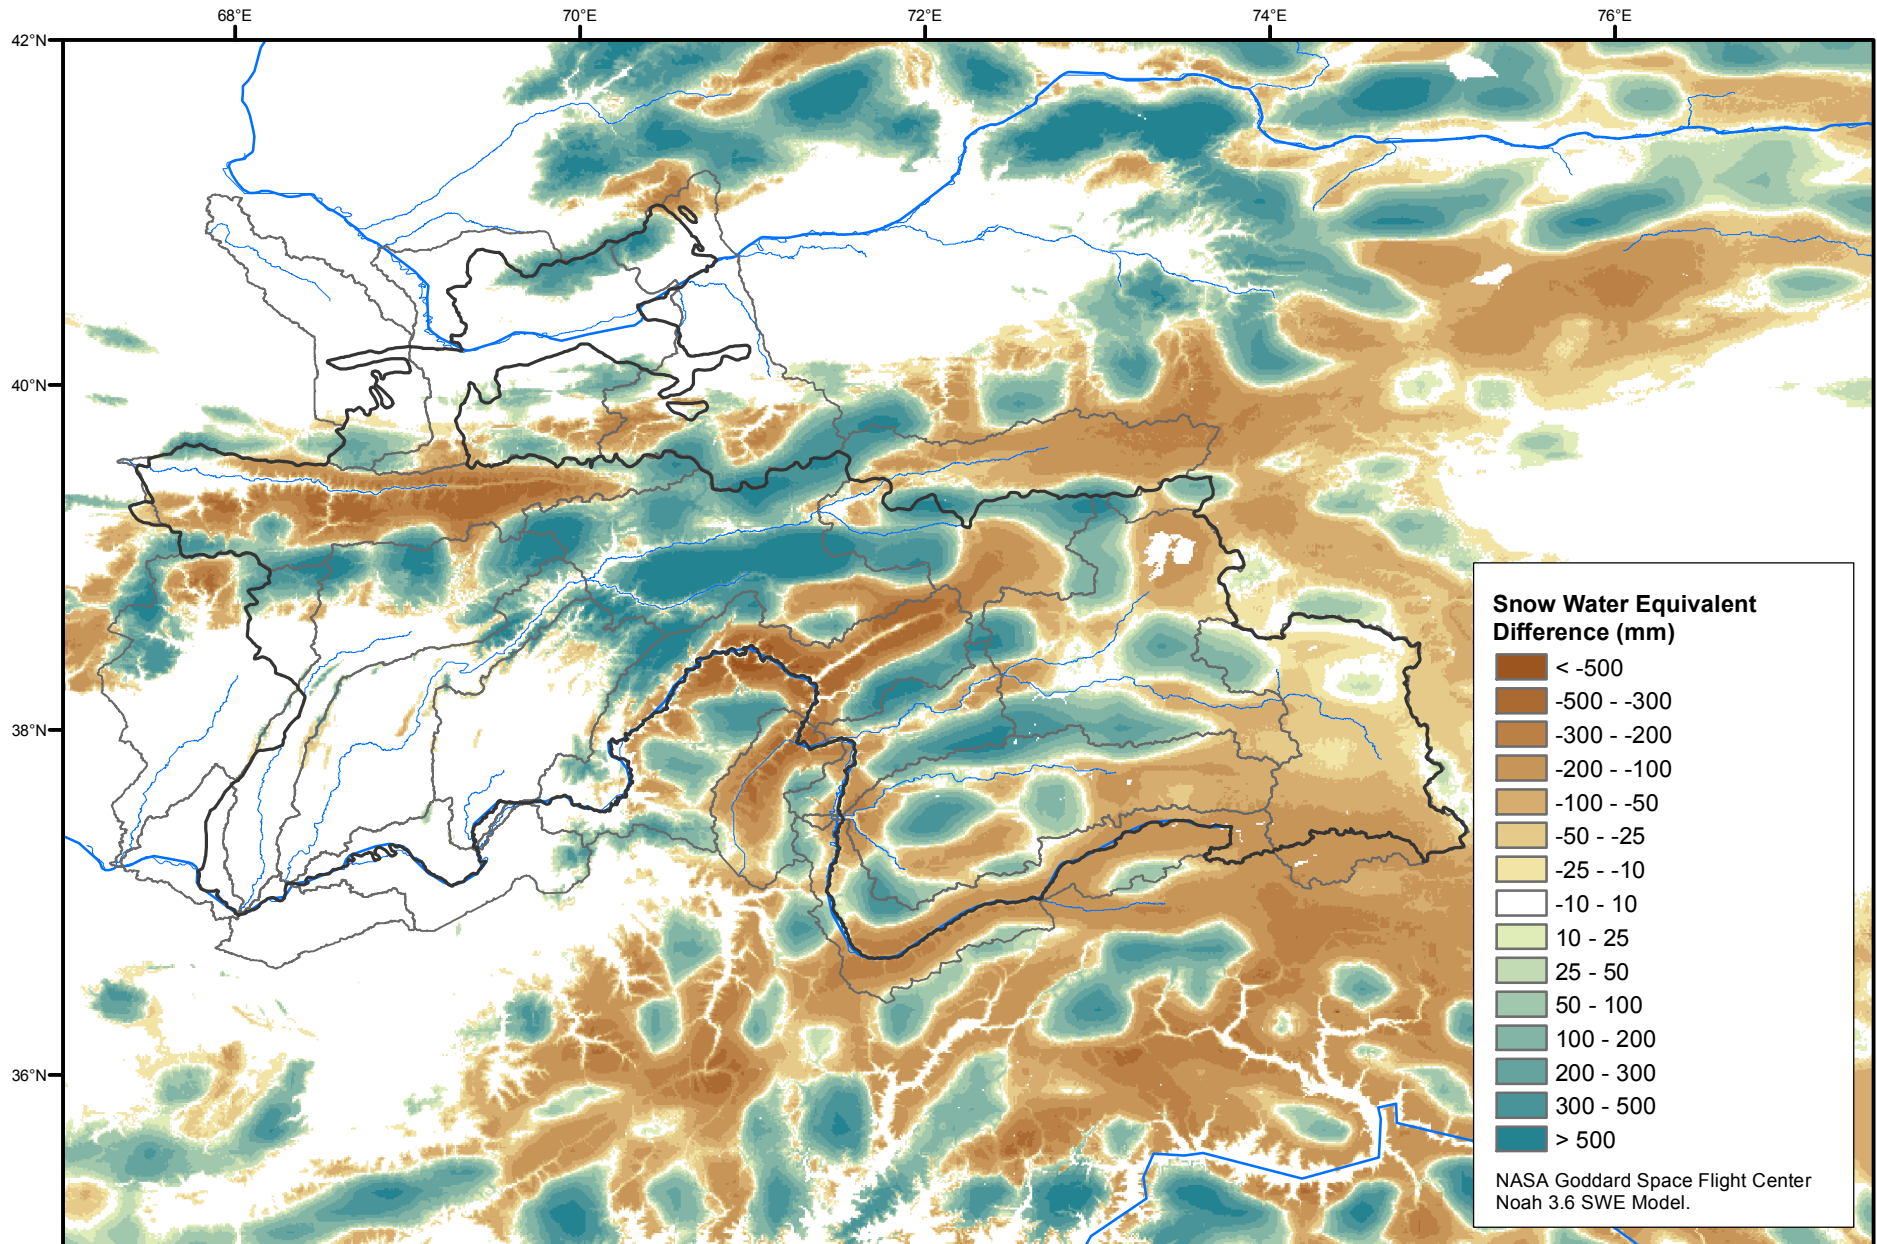 68°E 70°E 72°E 74°E 76°E
42°N
40°N
38°N
36°N
Snow Water Equivalent
Difference (mm)
< -500
-500 - -300
-300 - -200
-200 - -100
-100 - -50
-50 - -25
-25 - -10
-10 - 10
10 - 25
25 - 50
50 - 100
100 - 200
200 - 300
300 - 500
> 500
NASA Goddard Space Flight Center
Noah 3.6 SWE Model.